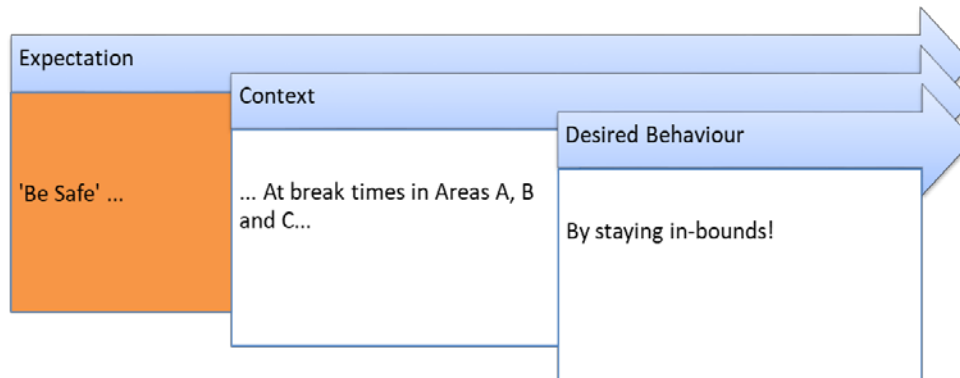 Expectation
'Be Safe' ...
Context
... At break times in Areas A, B
and C...
Desired Behaviour
By staying in-bounds!